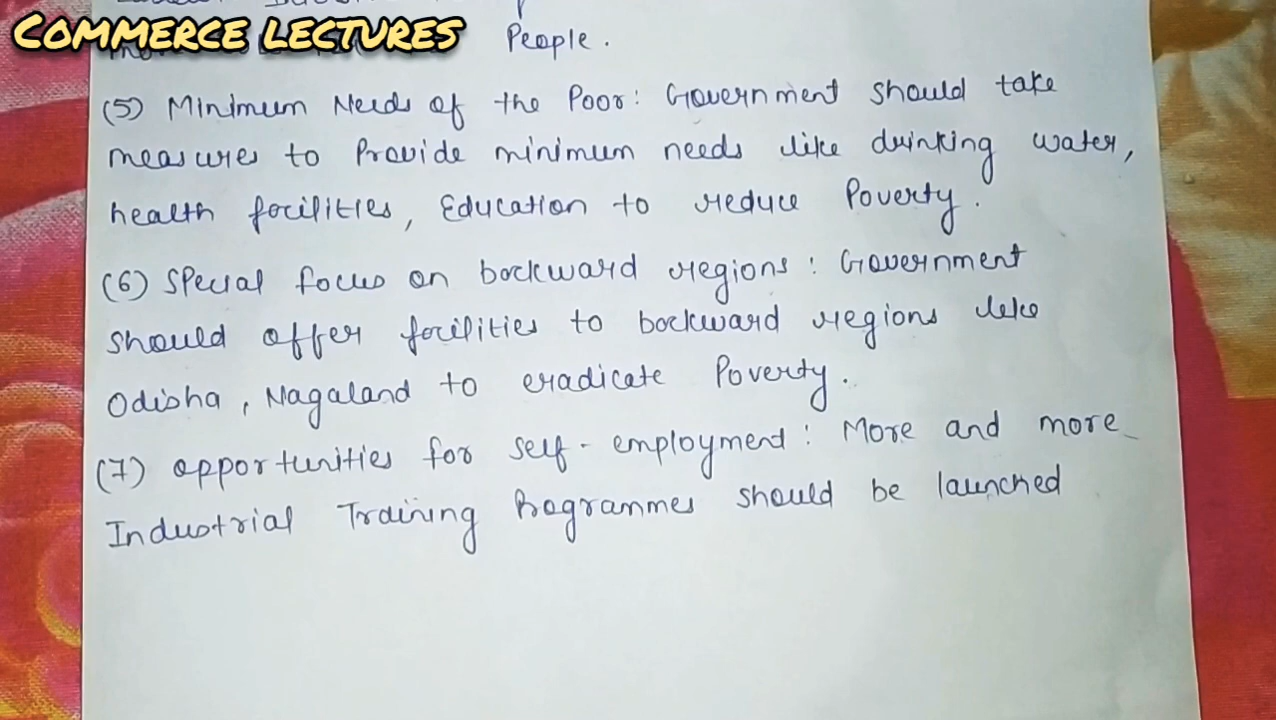 COMMERCE LECTURES
People.
(5) Minimum Needs of the Poor: Government should take
measures to Provide minimum needs like drinking water,
health facilities, Education to reduce Poverty.
(6) Special focus on backward regions: Government
should offer facilities to backward regions like
Odisha, Nagaland to eradicate Poverty.
(7) opportunities for self-employment: More and more
Industrial Training Programmes should be launched